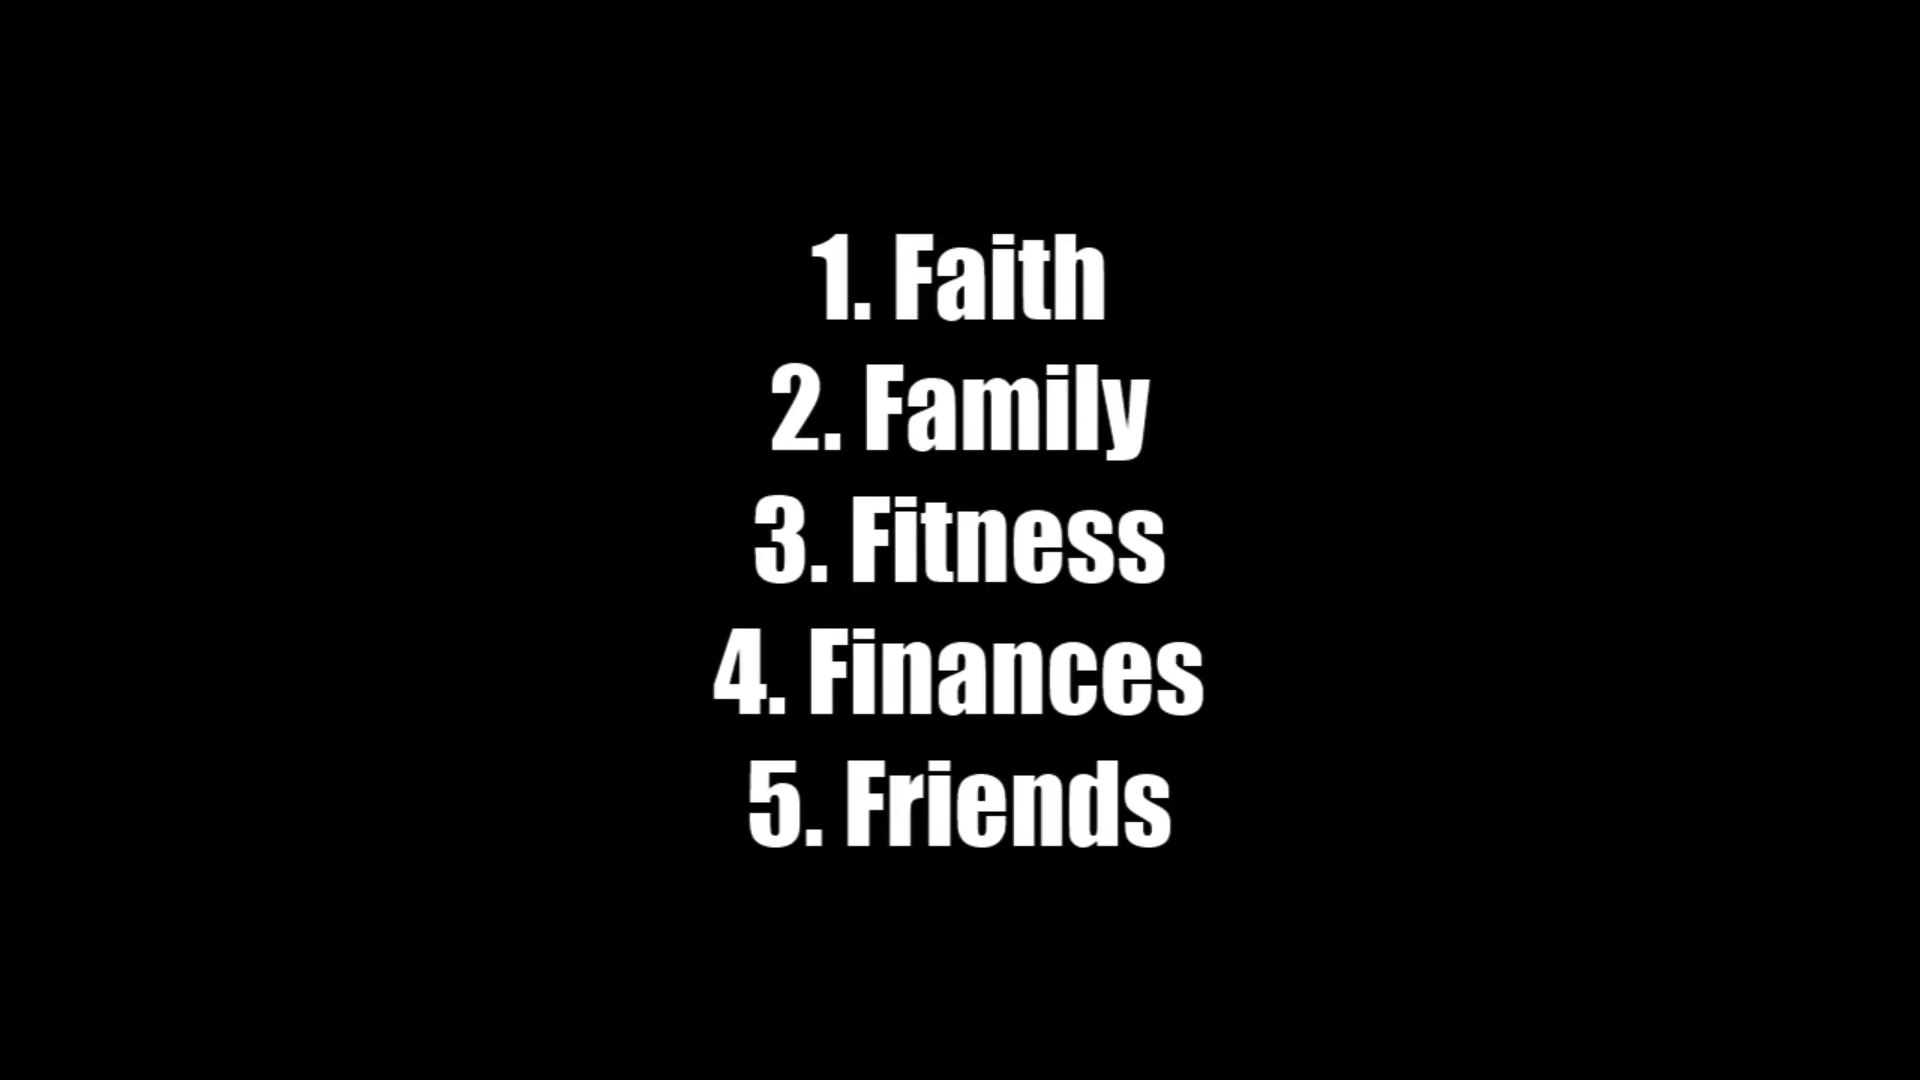 1. Faith
2. Family
3. Fitness
4. Finances
5. Friends